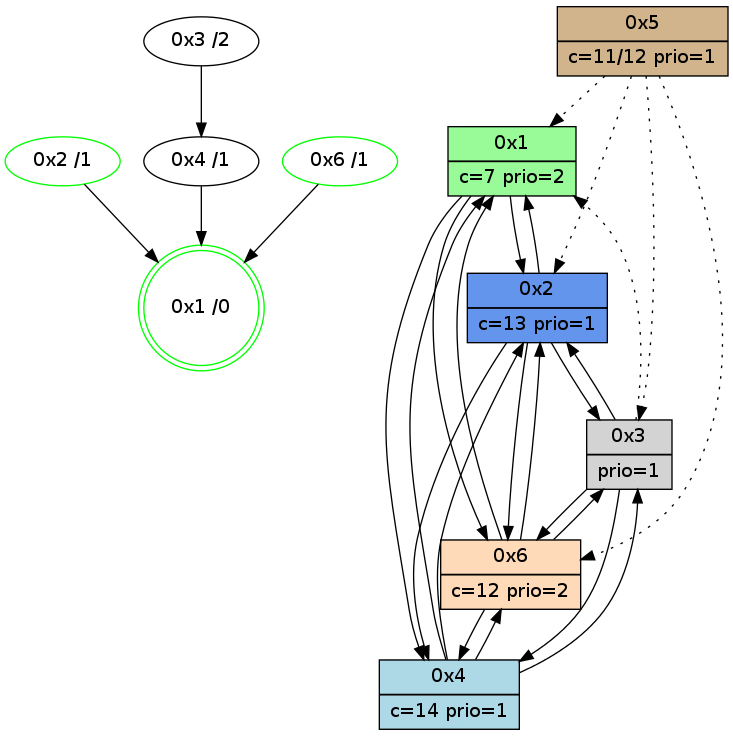 0x3 /2
0x2 /1
0x4 /1
0x6 /1
0x1 /0
0x5
c=11/12 prio=1
0x1
c=7 prio=2
0x2
c=13 prio=1
0x3
prio=1
0x6
c=12 prio=2
0x4
c=14 prio=1